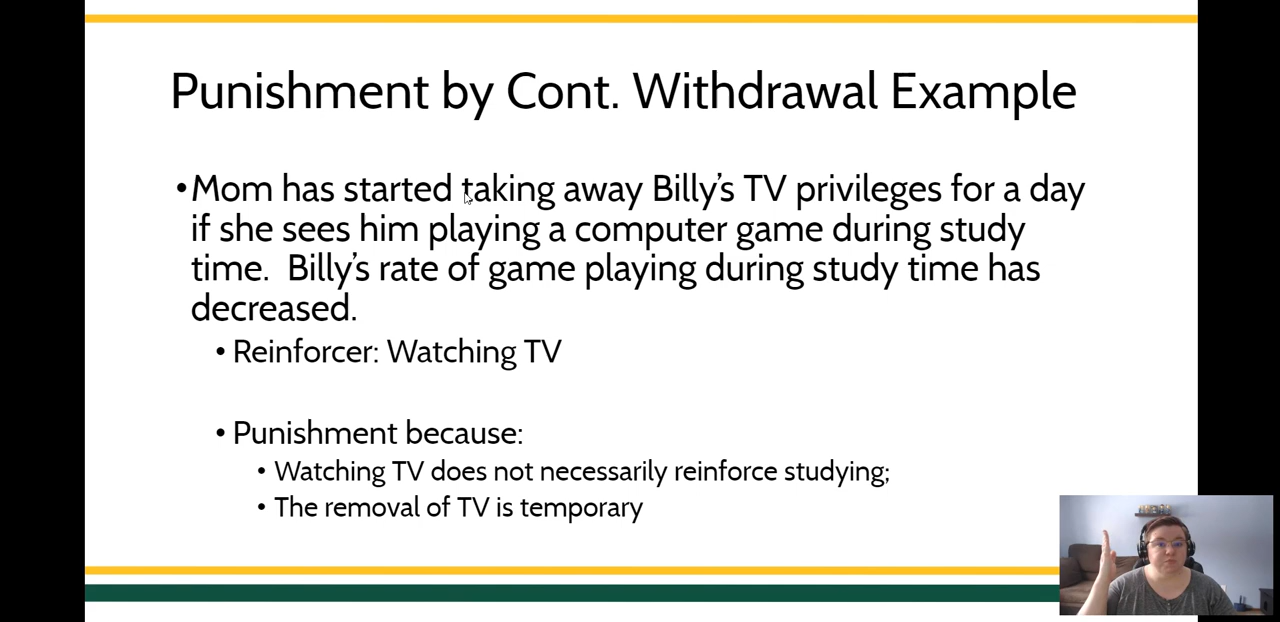 Punishment by Cont. Withdrawal Example
•Mom has started taking away Billy’s TV privileges for a day
if she sees him playing a computer game during study
time.  Billy’s rate of game playing during study time has
decreased.
• Reinforcer: Watching TV
• Punishment because:
• Watching TV does not necessarily reinforce studying;
• The removal of TV is temporary